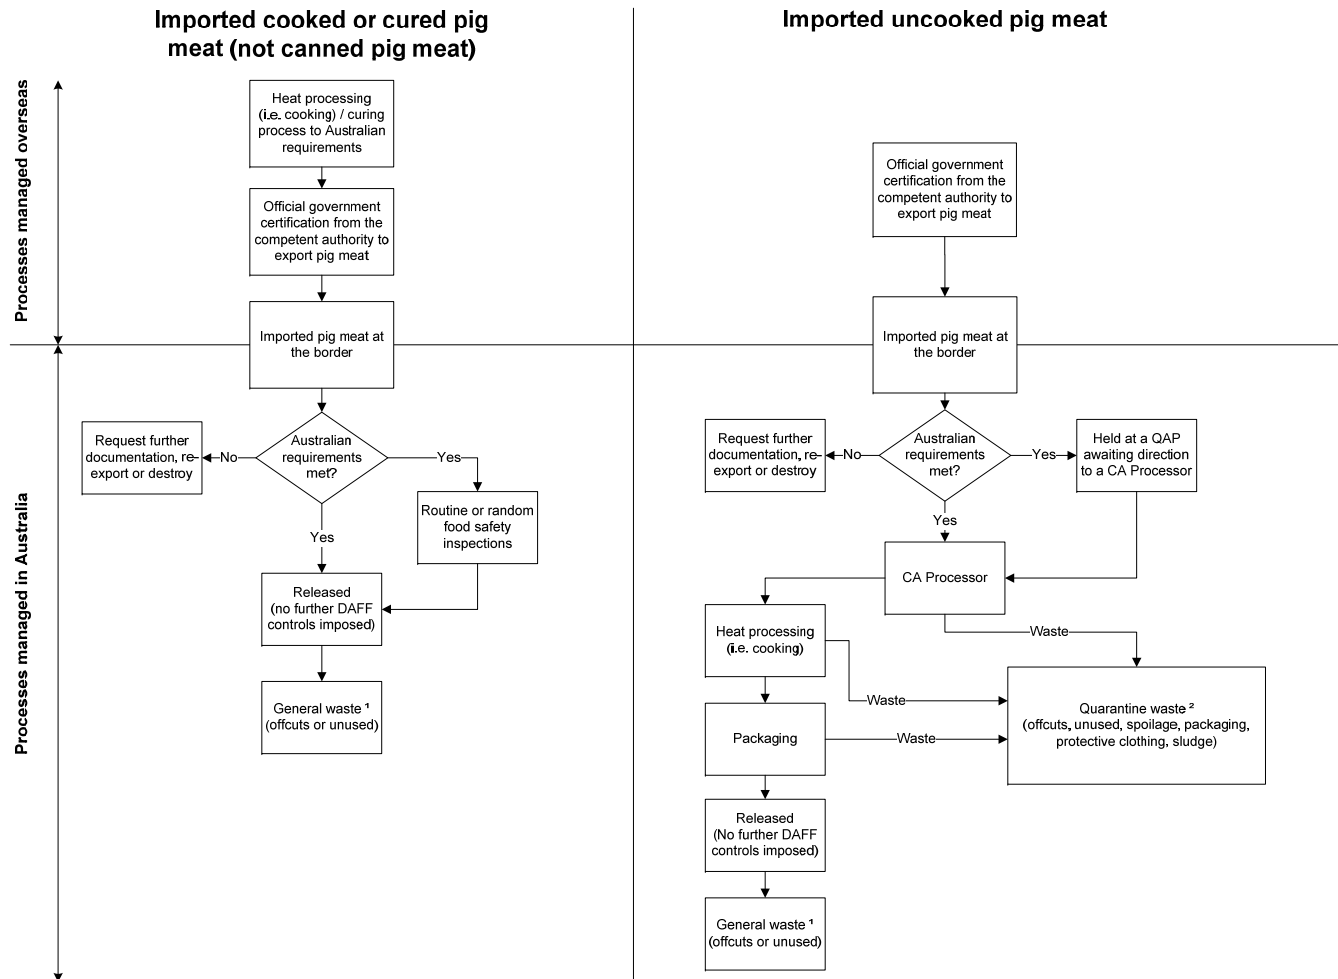 Imported cooked or cured pig
meat (not canned pig meat)
Processes managed overseas
Heat processing
(i.e. cooking) / curing
process to Australian
requirements
Official government
certification from the
competent authority to
export pig meat
Imported pig meat at
the border
Processes managed in Australia
Australian
requirements
met?
No
Request further
documentation, re-
export or destroy
Yes
Routine or random
food safety
inspections
Yes
Released
(no further DAFF
controls imposed)
General waste ¹
(offcuts or unused)
Imported uncooked pig meat
Official government
certification from the
competent authority to
export pig meat
Imported pig meat at
the border
Australian
requirements
met?
No
Request further
documentation, re-
export or destroy
Yes
Held at a QAP
awaiting direction
to a CA Processor
Yes
CA Processor
Waste
Heat processing
(i.e. cooking)
Waste
Packaging
Waste
Quarantine waste ²
(offcuts, unused, spoilage, packaging,
protective clothing, sludge)
Released
(No further DAFF
controls imposed)
General waste ¹
(offcuts or unused)